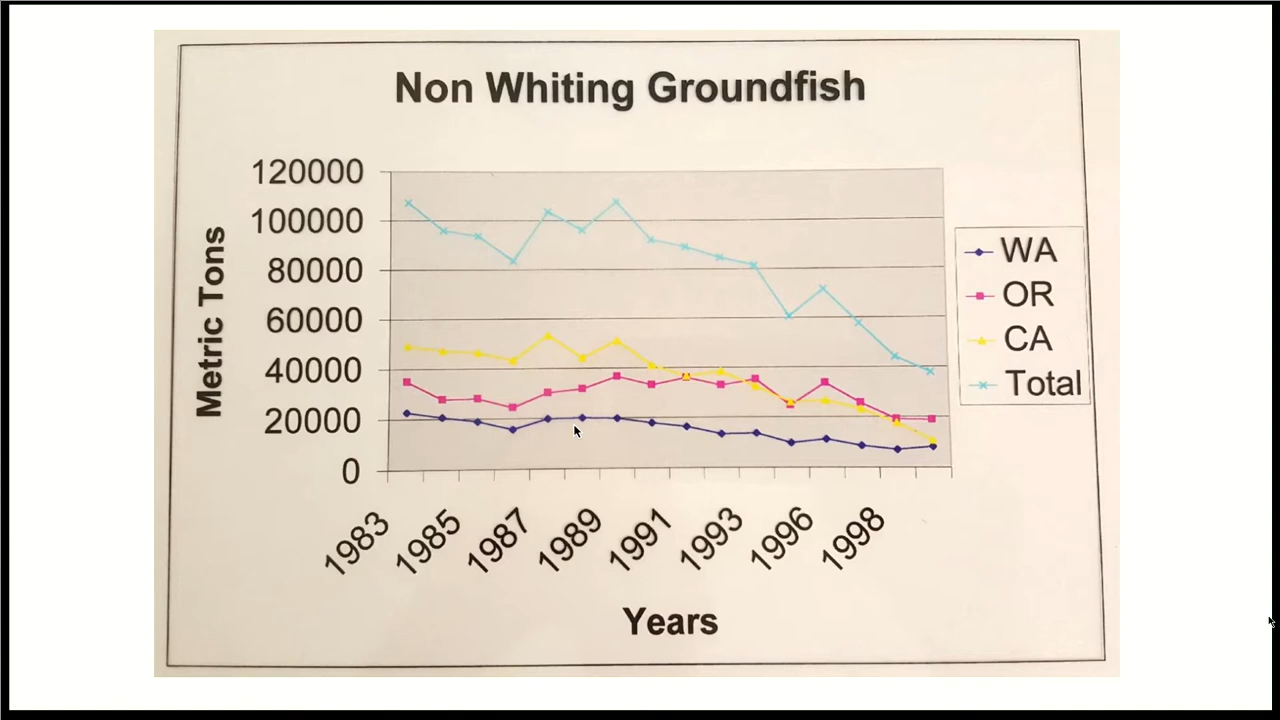 Non Whiting Groundfish
Metric Tons
120000
100000
80000
60000
40000
20000
0
1983
1985
1987
1989
1991
1993
1996
1998
Years
WA
OR
CA
Total